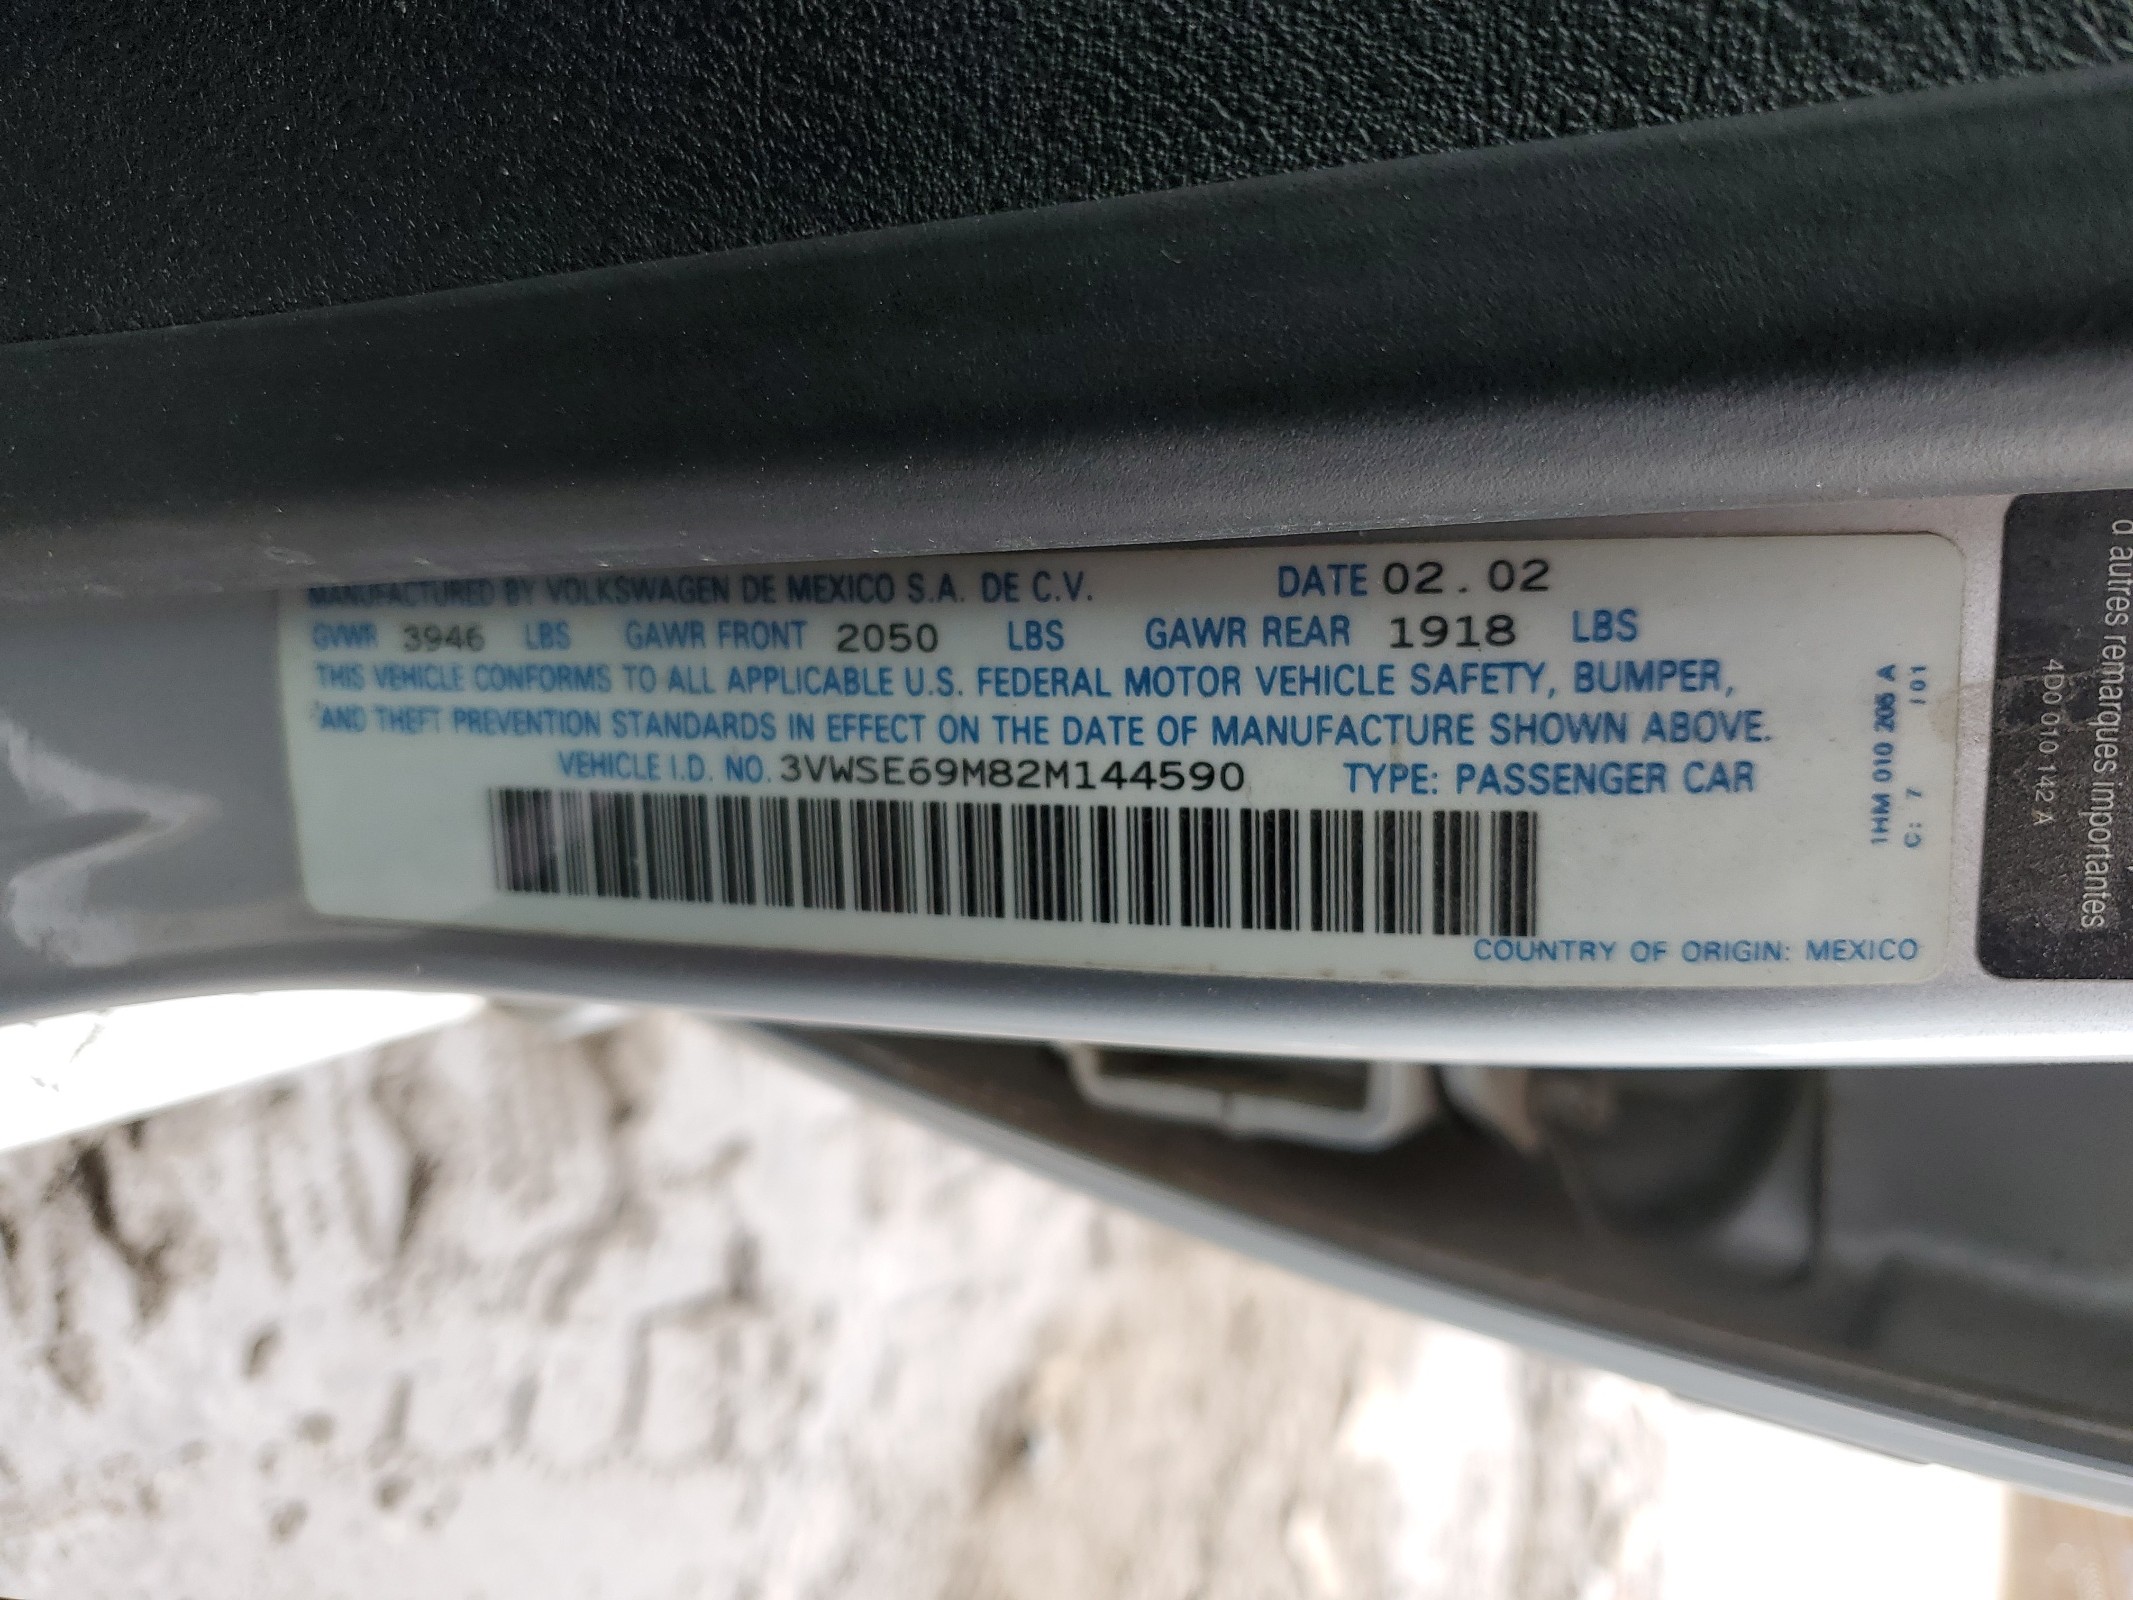 MANUFACTURED BY VOLKSWAGEN DE MEXICO S.A. DE C.V. DATE 02.02
GVWR 3946 LBS GAWR FRONT 2050 LBS GAWR REAR 1918 LBS
THIS VEHICLE CONFORMS TO ALL APPLICABLE U.S. FEDERAL MOTOR VEHICLE SAFETY, BUMPER,
AND THEFT PREVENTION STANDARDS IN EFFECT ON THE DATE OF MANUFACTURE SHOWN ABOVE.
VEHICLE I.D. NO. 3VWSE69M82M144590 TYPE: PASSENGER CAR
COUNTRY OF ORIGIN: MEXICO
1HM 010 205 A
C: 7 101
d autres remarques importantes
4D0 010 142 A